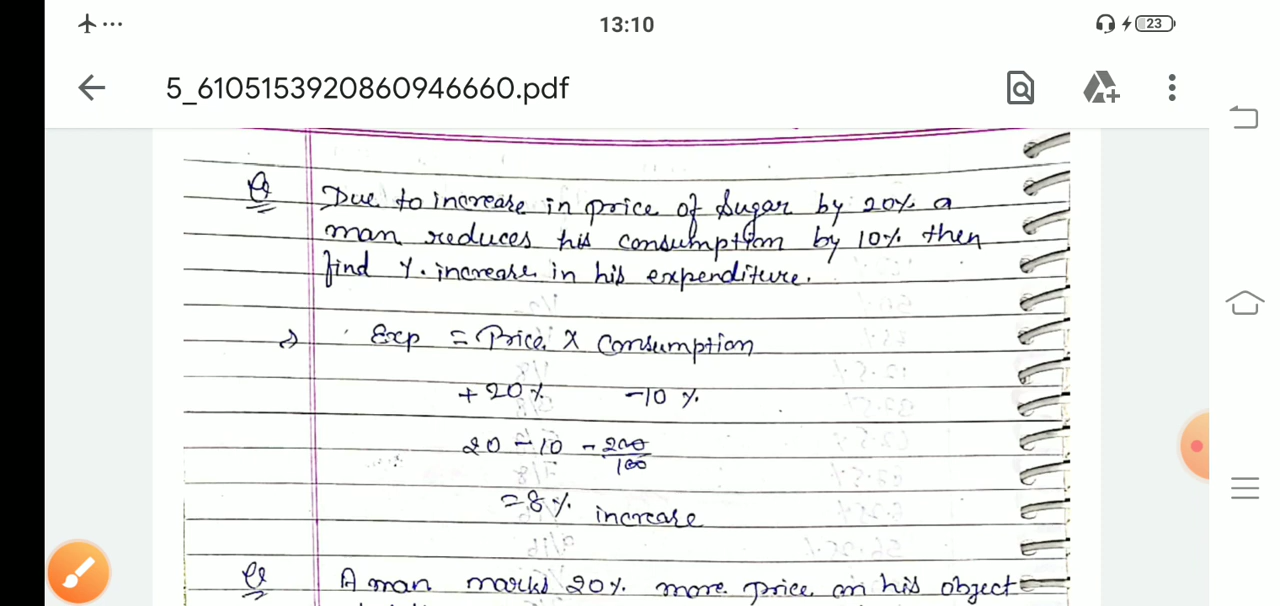 13:10
23
5_6105153920860946660.pdf
Q Due to increase in price of Sugar by 20% a
man reduces his consumption by 10% then
find %. increase in his expenditure.
⇒ Exp = Price X Consumption
+20% -10 %
20 - 10 - 200/100
= 8% increase
Q A man marks 20% more price on his object